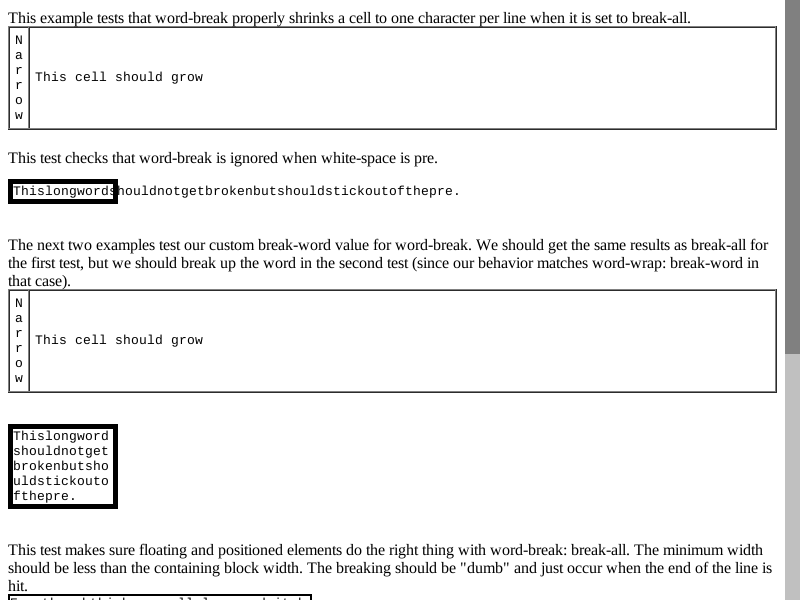 This example tests that word-break properly shrinks a cell to one character per line when it is set to break-all.
N
a
r
r
o
w
This cell should grow
This test checks that word-break is ignored when white-space is pre.
Thislongwordshouldnotgetbrokenbutshouldstickoutofthepre.
The next two examples test our custom break-word value for word-break. We should get the same results as break-all for
the first test, but we should break up the word in the second test (since our behavior matches word-wrap: break-word in
that case).
N
a
r
r
o
w
This cell should grow
Thislongword
shouldnotget
brokenbutsho
uldstickouto
fthepre.
This test makes sure floating and positioned elements do the right thing with word-break: break-all. The minimum width
should be less than the containing block width. The breaking should be "dumb" and just occur when the end of the line is
hit.